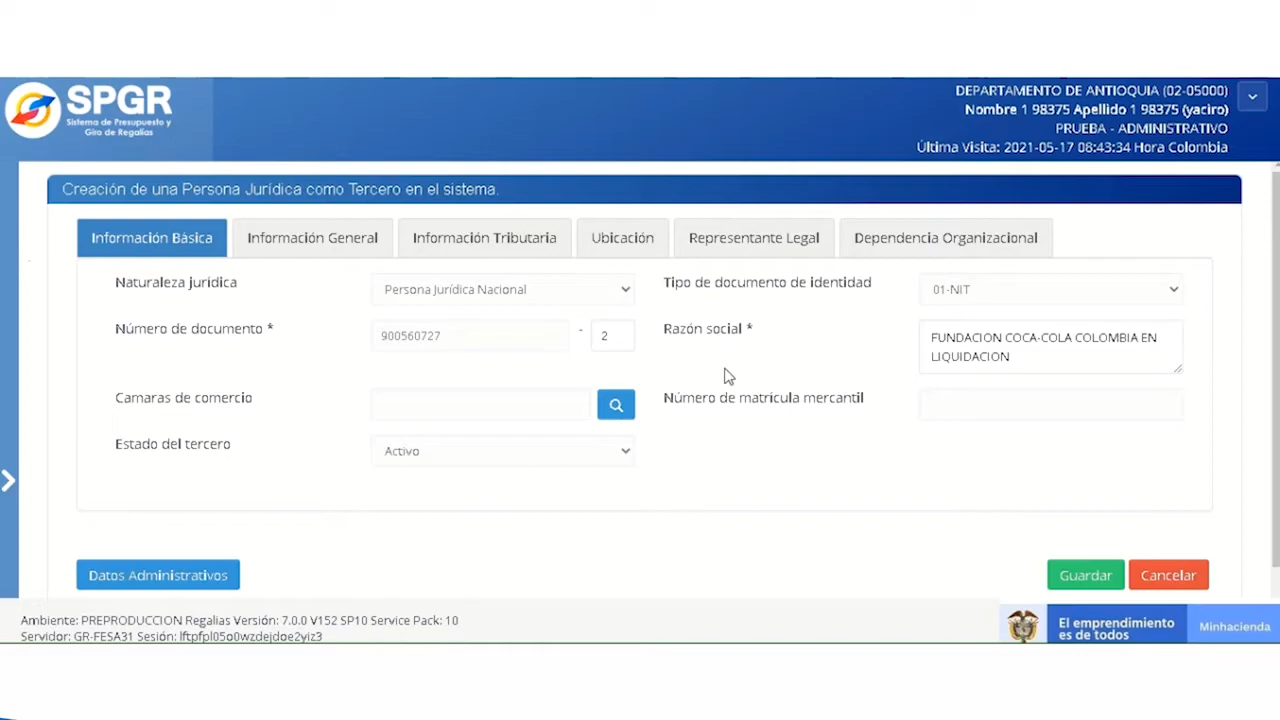 SPGR
Sistema de Presupuesto y
Giro de Regalías
DEPARTAMENTO DE ANTIOQUIA (02-05000)
Nombre 1 98375 Apellido 1 98375 (yaciro)
PRUEBA - ADMINISTRATIVO
Última Visita: 2021-05-17 08:43:34 Hora Colombia
Creación de una Persona Jurídica como Tercero en el sistema.
Información Básica
Información General
Información Tributaria
Ubicación
Representante Legal
Dependencia Organizacional
Naturaleza jurídica
Persona Jurídica Nacional
Tipo de documento de identidad
01-NIT
Número de documento *
900560727
-
2
Razón social *
FUNDACION COCA-COLA COLOMBIA EN
LIQUIDACION
Camaras de comercio
Número de matrícula mercantil
Estado del tercero
Activo
Datos Administrativos
Guardar
Cancelar
Ambiente: PREPRODUCCION Regalias Versión: 7.0.0 V152 SP10 Service Pack: 10
Servidor: GR-FESA31 Sesión:
El emprendimiento
es de todos
Minhacienda